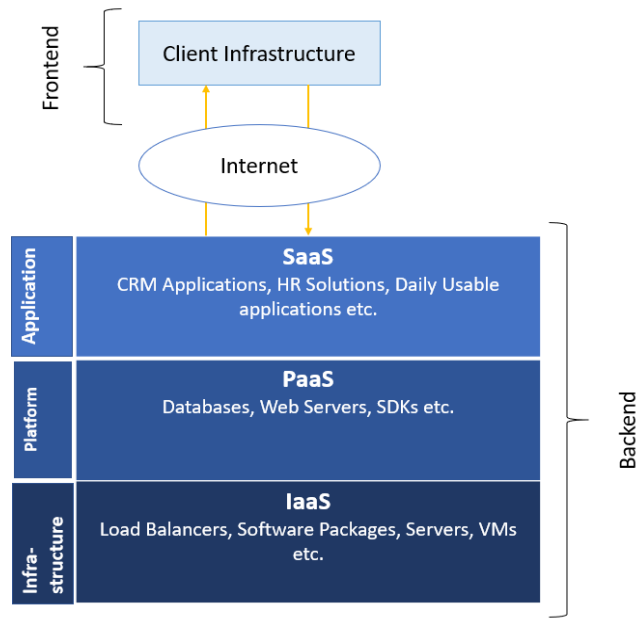 Frontend
Client Infrastructure
Internet
Application
SaaS
CRM Applications, HR Solutions, Daily Usable
applications etc.
Platform
PaaS
Databases, Web Servers, SDKs etc.
Backend
Infra-
structure
IaaS
Load Balancers, Software Packages, Servers, VMs
etc.